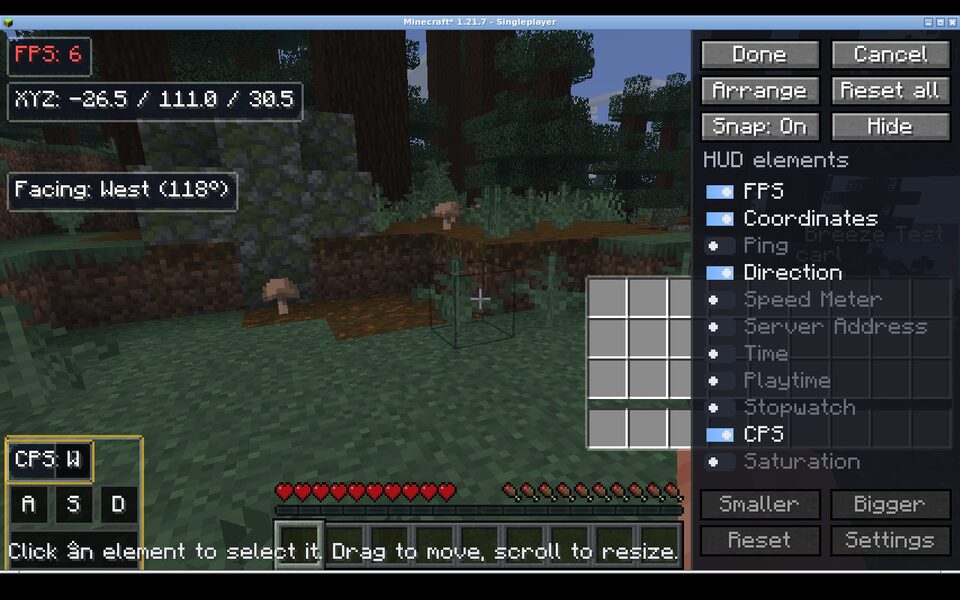 Minecraft* 1.21.7 - Singleplayer
FPS: 6
XYZ: -26.5 / 111.0 / 30.5
Facing: West (118°)
Done
Cancel
Arrange
Reset all
Snap: On
Hide
HUD elements
FPS
Coordinates
Breeze Test
Ping
carl
Direction
Speed Meter
Server Address
Time
Playtime
Stopwatch
CPS
Saturation
CPS W
A S D
Smaller
Bigger
Reset
Settings
Click an element to select it. Drag to move, scroll to resize.